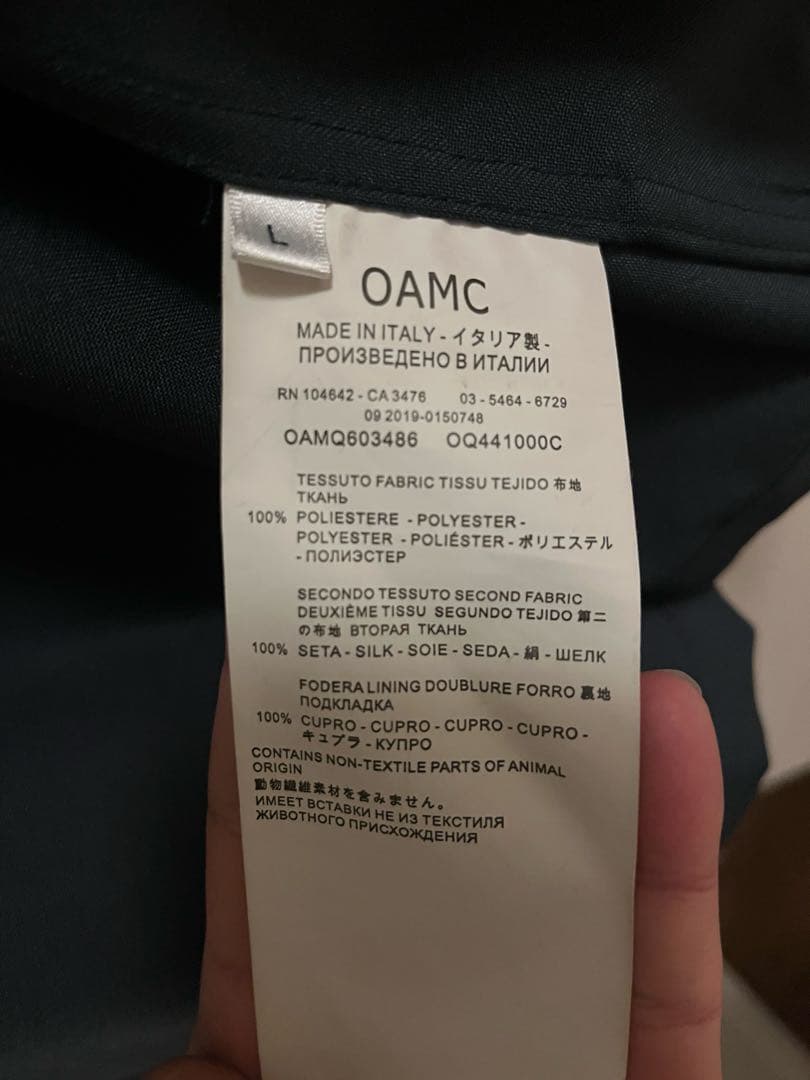 L
OAMC
MADE IN ITALY - イタリア製 -
ПРОИЗВЕДЕНО В ИТАЛИИ
RN 104642 - CA 3476 03 - 5464 - 6729
09 2019-0150748
OAMQ603486 OQ441000C
TESSUTO FABRIC TISSU TEJIDO 布地
ТКАНЬ
100% POLIESTERE - POLYESTER -
POLYESTER - POLIÉSTER - ポリエステル
- ПОЛИЭСТЕР
SECONDO TESSUTO SECOND FABRIC
DEUXIÈME TISSU SEGUNDO TEJIDO 第二
の布地 ВТОРАЯ ТКАНЬ
100% SETA - SILK - SOIE - SEDA - 絹 - ШЕЛК
FODERA LINING DOUBLURE FORRO 裏地
ПОДКЛАДКА
100% CUPRO - CUPRO - CUPRO - CUPRO -
キュプラ - КУПРО
CONTAINS NON-TEXTILE PARTS OF ANIMAL
ORIGIN
動物繊維素材を含みません。
ИМЕЕТ ВСТАВКИ НЕ ИЗ ТЕКСТИЛЯ
ЖИВОТНОГО ПРИСХОЖДЕНИЯ